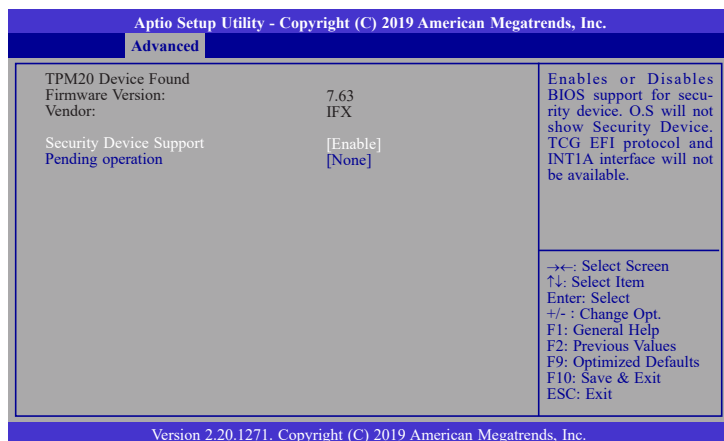 Aptio Setup Utility - Copyright (C) 2019 American Megatrends, Inc.
Advanced
TPM20 Device Found
Firmware Version: 7.63
Vendor: IFX
Security Device Support [Enable]
Pending operation [None]
Enables or Disables
BIOS support for secu-
rity device. O.S will not
show Security Device.
TCG EFI protocol and
INT1A interface will not
be available.
→←: Select Screen
↑↓: Select Item
Enter: Select
+/- : Change Opt.
F1: General Help
F2: Previous Values
F9: Optimized Defaults
F10: Save & Exit
ESC: Exit
Version 2.20.1271. Copyright (C) 2019 American Megatrends, Inc.